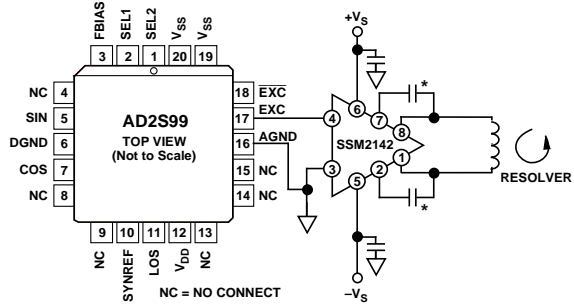 FBIAS
SEL1
SEL2
VSS
VSS
3 2 1 20 19
NC 4
SIN 5
DGND 6
COS 7
NC 8
AD2S99
TOP VIEW
(Not to Scale)
18 EXC
17 EXC
16 AGND
15 NC
14 NC
9 10 11 12 13
NC
SYNREF
LOS
VDD
NC
NC = NO CONNECT
+VS
*
6
7
4
8
SSM2142
3
1
2
5
*
RESOLVER
–VS